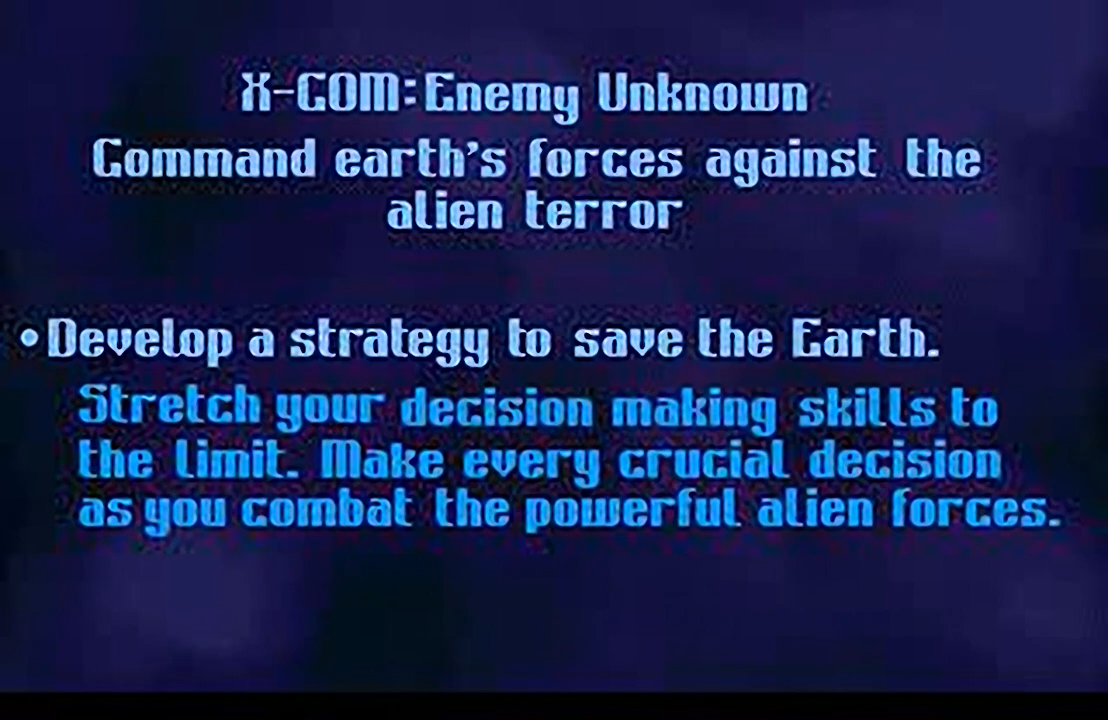 X-COM:Enemy Unknown
Command earth's forces against the
alien terror
•Develop a strategy to save the Earth.
Stretch your decision making skills to
the limit. Make every crucial decision
as you combat the powerful alien forces.